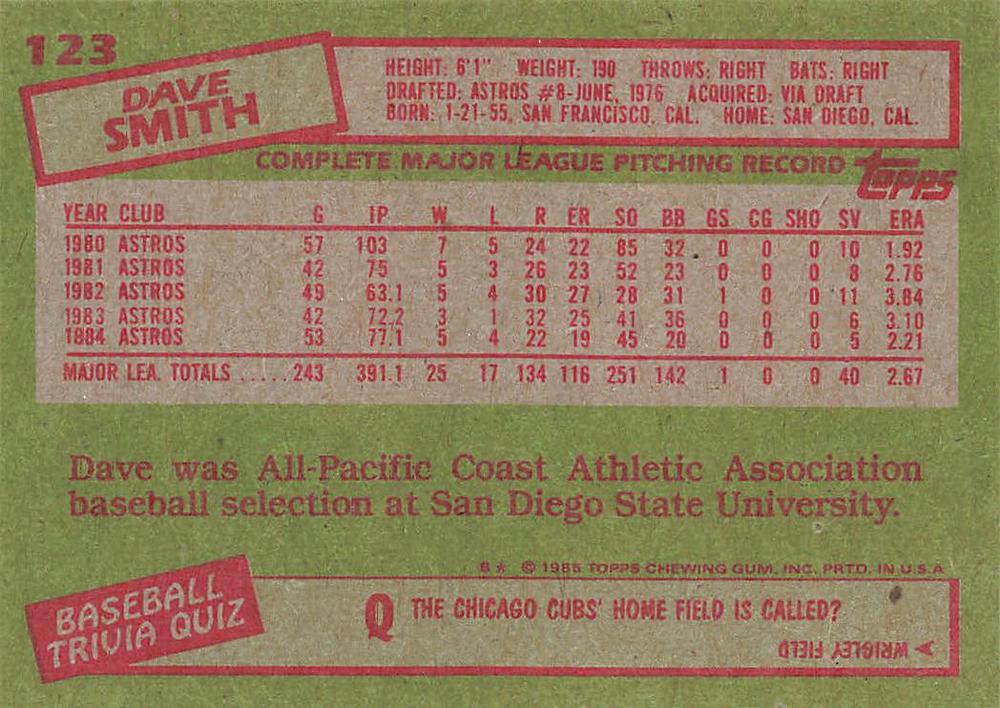 123
DAVE
SMITH
HEIGHT: 6'1" WEIGHT: 190 THROWS: RIGHT BATS: RIGHT
DRAFTED: ASTROS #8-JUNE, 1976 ACQUIRED: VIA DRAFT
BORN: 1-21-55, SAN FRANCISCO, CAL. HOME: SAN DIEGO, CAL.
COMPLETE MAJOR LEAGUE PITCHING RECORD topps
YEAR CLUB G IP W L R ER SO BB GS CG SHO SV ERA
1980 ASTROS 57 103 7 5 24 22 85 32 0 0 0 10 1.92
1981 ASTROS 42 75 5 3 26 23 52 23 0 0 0 8 2.76
1982 ASTROS 49 63.1 5 4 30 27 28 31 1 0 0 11 3.84
1983 ASTROS 42 72.2 3 1 32 25 41 36 0 0 0 6 3.10
1984 ASTROS 53 77.1 5 4 22 19 45 20 0 0 0 5 2.21
MAJOR LEA. TOTALS .....243 391.1 25 17 134 116 251 142 1 0 0 40 2.67
Dave was All-Pacific Coast Athletic Association
baseball selection at San Diego State University.
B* © 1985 TOPPS CHEWING GUM, INC. PRTD. IN U.S.A
BASEBALL
TRIVIA QUIZ
Q THE CHICAGO CUBS' HOME FIELD IS CALLED?
A WRIGLEY FIELD